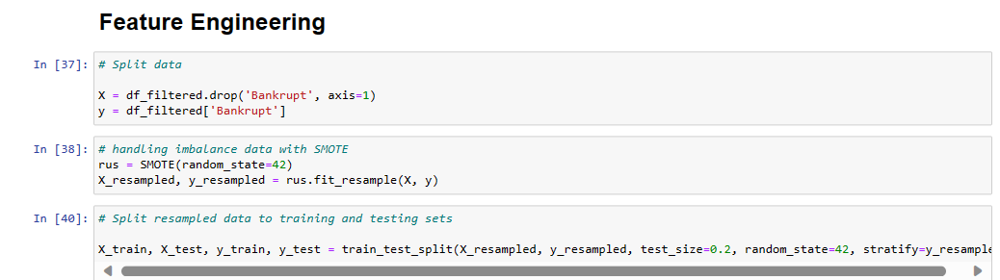 Feature Engineering
In [37]: # Split data
X = df_filtered.drop('Bankrupt', axis=1)
y = df_filtered['Bankrupt']
In [38]: # handling imbalance data with SMOTE
rus = SMOTE(random_state=42)
X_resampled, y_resampled = rus.fit_resample(X, y)
In [40]: # Split resampled data to training and testing sets
X_train, X_test, y_train, y_test = train_test_split(X_resampled, y_resampled, test_size=0.2, random_state=42, stratify=y_resample